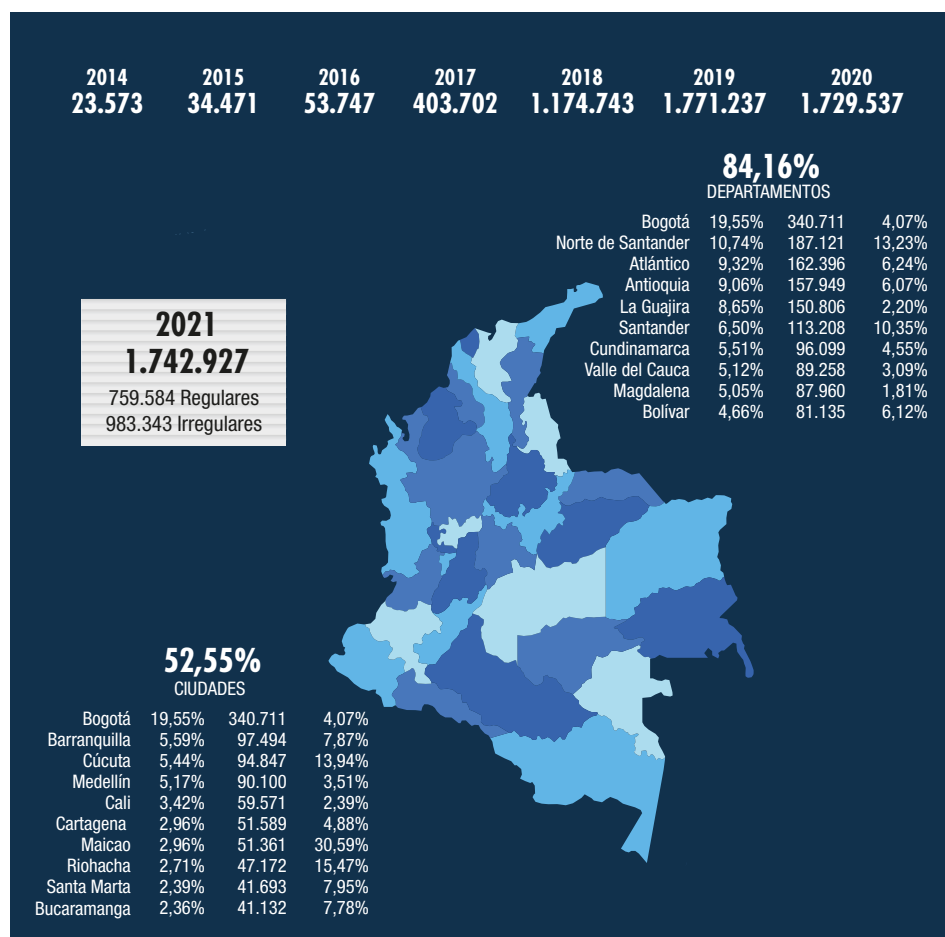 2014 2015 2016 2017 2018 2019 2020
23.573 34.471 53.747 403.702 1.174.743 1.771.237 1.729.537
84,16%
DEPARTAMENTOS
Bogotá 19,55% 340.711 4,07%
Norte de Santander 10,74% 187.121 13,23%
Atlántico 9,32% 162.396 6,24%
Antioquia 9,06% 157.949 6,07%
La Guajira 8,65% 150.806 2,20%
Santander 6,50% 113.208 10,35%
Cundinamarca 5,51% 96.099 4,55%
Valle del Cauca 5,12% 89.258 3,09%
Magdalena 5,05% 87.960 1,81%
Bolívar 4,66% 81.135 6,12%
2021
1.742.927
759.584 Regulares
983.343 Irregulares
52,55%
CIUDADES
Bogotá 19,55% 340.711 4,07%
Barranquilla 5,59% 97.494 7,87%
Cúcuta 5,44% 94.847 13,94%
Medellín 5,17% 90.100 3,51%
Cali 3,42% 59.571 2,39%
Cartagena 2,96% 51.589 4,88%
Maicao 2,96% 51.361 30,59%
Riohacha 2,71% 47.172 15,47%
Santa Marta 2,39% 41.693 7,95%
Bucaramanga 2,36% 41.132 7,78%